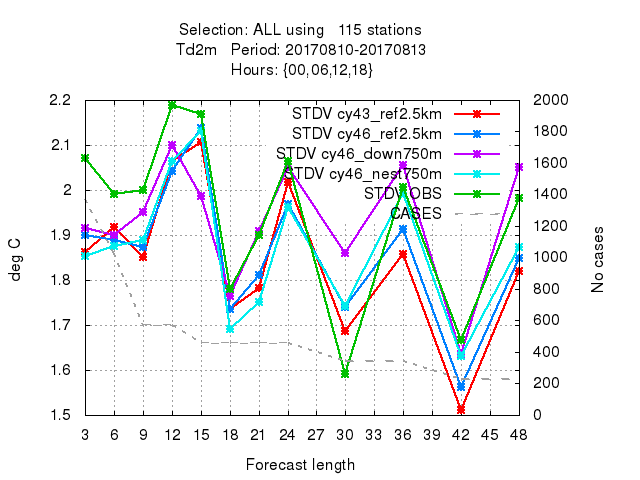 Selection: ALL using   115 stations
Td2m   Period: 20170810-20170813
Hours: {00,06,12,18}
STDV cy43_ref2.5km
STDV cy46_ref2.5km
STDV cy46_down750m
STDV cy46_nest750m
STDV OBS
CASES
deg C
2.2
2.1
2
1.9
1.8
1.7
1.6
1.5
2000
1800
1600
1400
1200
1000
800
600
400
200
0
No cases
3 6 9 12 15 18 21 24 27 30 33 36 39 42 45 48
Forecast length